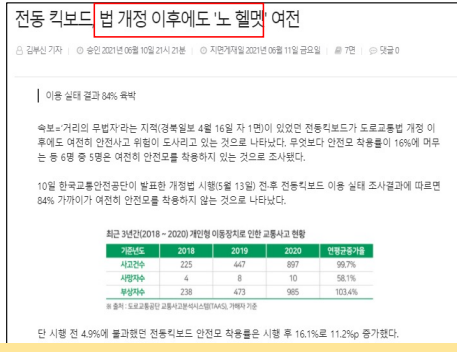 전동 킥보드, 법 개정 이후에도 '노 헬멧' 여전
김부신 기자 승인 2021년 06월 10일 21시 21분 지면게재일 2021년 06월 11일 금요일 7면 댓글 0
이용 실태 결과 84% 육박
속보='거리의 무법자'라는 지적(경북일보 4월 16일 자 1면)이 있었던 전동킥보드가 도로교통법 개정 이
후에도 여전히 안전사고 위험이 도사리고 있는 것으로 나타났다. 무엇보다 안전모 착용률이 16%에 머무
는 등 6명 중 5명은 여전히 안전모를 착용하지 있는 것으로 조사됐다.
10일 한국교통안전공단이 발표한 개정법 시행(5월 13일) 전·후 전동킥보드 이용 실태 조사결과에 따르면
84% 가까이가 여전히 안전모를 착용하지 않는 것으로 나타났다.
최근 3년간(2018 ~ 2020) 개인형 이동장치로 인한 교통사고 현황
기준년도 2018 2019 2020 연평균증가율
사고건수 225 447 897 99.7%
사망자수 4 8 10 58.1%
부상자수 238 473 985 103.4%
※ 출처 : 도로교통공단 교통사고분석시스템(TAAS), 가해자 기준
단 시행 전 4.9%에 불과했던 전동킥보드 안전모 착용률은 시행 후 16.1%로 11.2%p 증가했다.